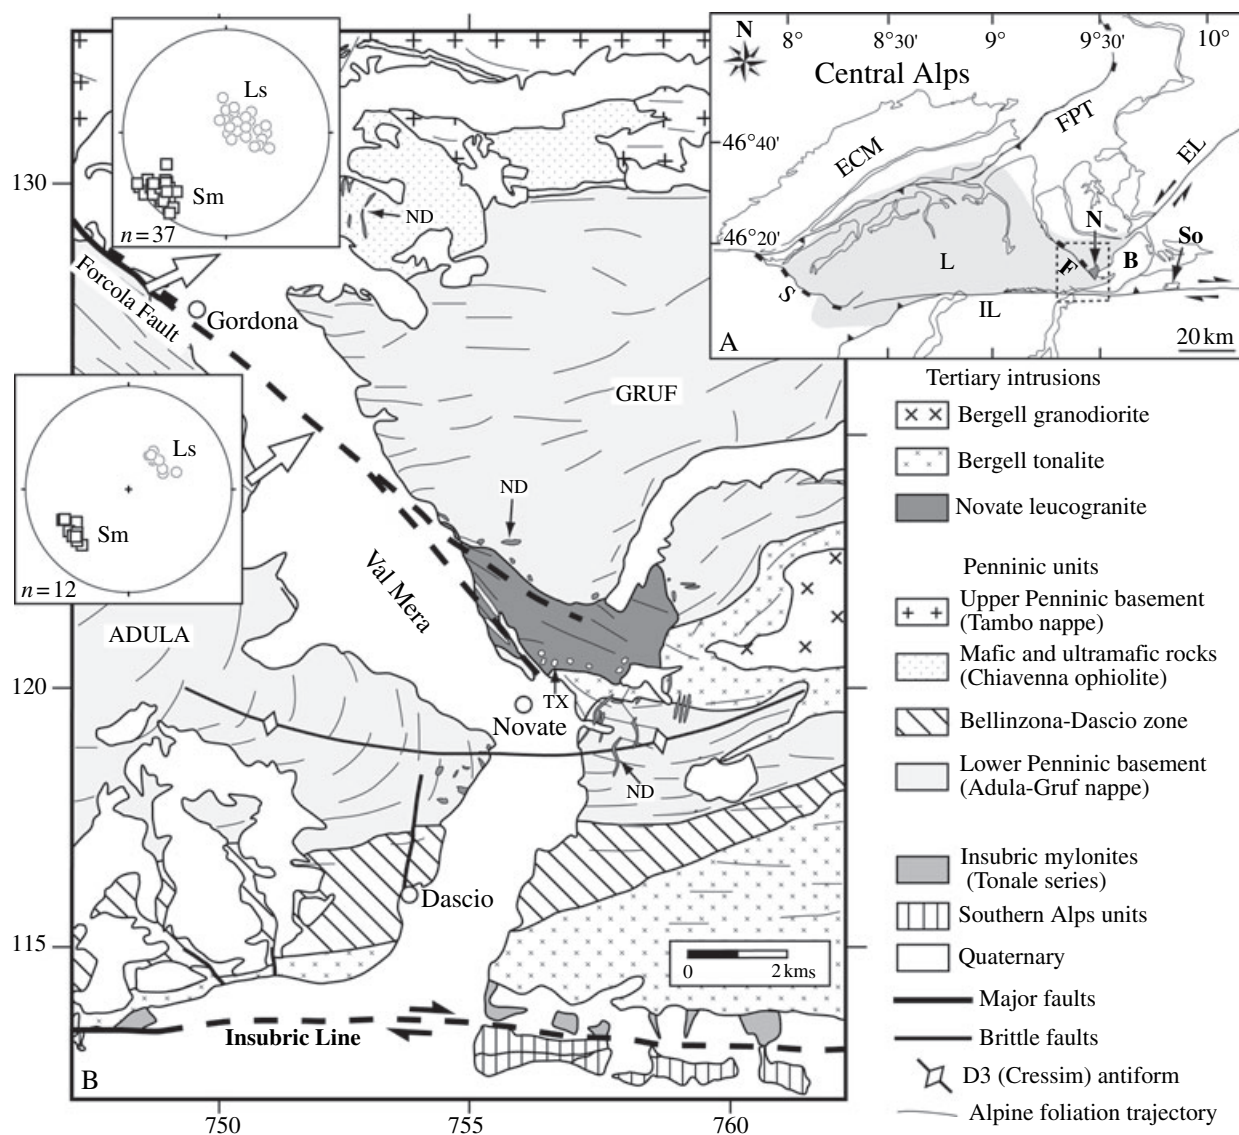 Ls
Sm
n = 37
N
8°
8°30'
9°
9°30'
10°
Central Alps
46°40'
46°20'
ECM
FPT
EL
N
So
B
F
L
S
IL
A
20 km
130
ND
Forcola Fault
Gordona
GRUF
Ls
Sm
n = 12
ND
Val Mera
ADULA
120
TX
Novate
ND
Dascio
115
0 2 kms
Insubric Line
B
750
755
760
Tertiary intrusions
Bergell granodiorite
Bergell tonalite
Novate leucogranite
Penninic units
Upper Penninic basement
(Tambo nappe)
Mafic and ultramafic rocks
(Chiavenna ophiolite)
Bellinzona-Dascio zone
Lower Penninic basement
(Adula-Gruf nappe)
Insubric mylonites
(Tonale series)
Southern Alps units
Quaternary
Major faults
Brittle faults
D3 (Cressim) antiform
Alpine foliation trajectory